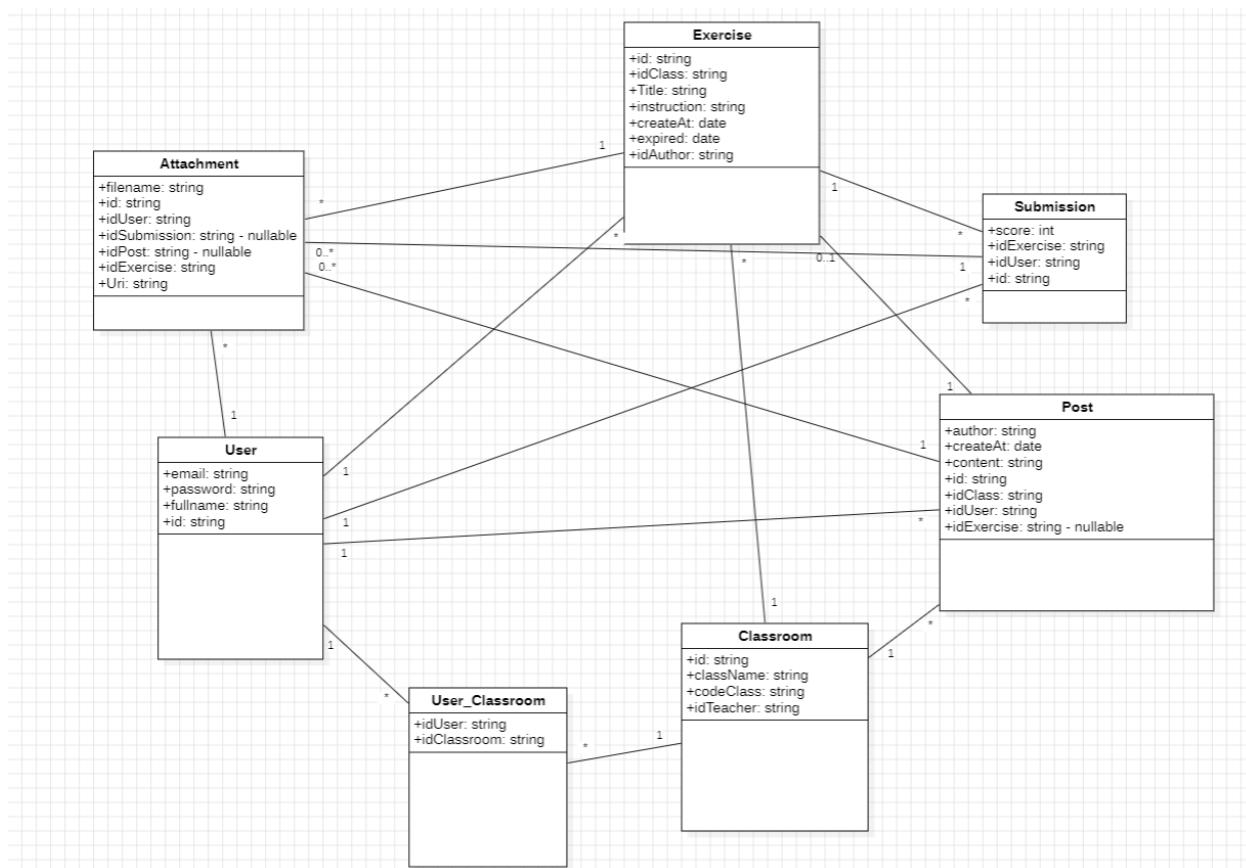 Exercise
+id: string
+idClass: string
+Title: string
+instruction: string
+createAt: date
+expired: date
+idAuthor: string
1
*
*
1
*
*
0..1
Attachment
+filename: string
+id: string
+idUser: string
+idSubmission: string - nullable
+idPost: string - nullable
+idExercise: string
+Uri: string
0..*
0..*
*
1
Submission
+score: int
+idExercise: string
+idUser: string
+id: string
*
1
*
Post
+author: string
+createAt: date
+content: string
+id: string
+idClass: string
+idUser: string
+idExercise: string - nullable
1
1
*
*
User
+email: string
+password: string
+fullname: string
+id: string
1
1
1
1
*
User_Classroom
+idUser: string
+idClassroom: string
*
1
Classroom
+id: string
+className: string
+codeClass: string
+idTeacher: string
1
1